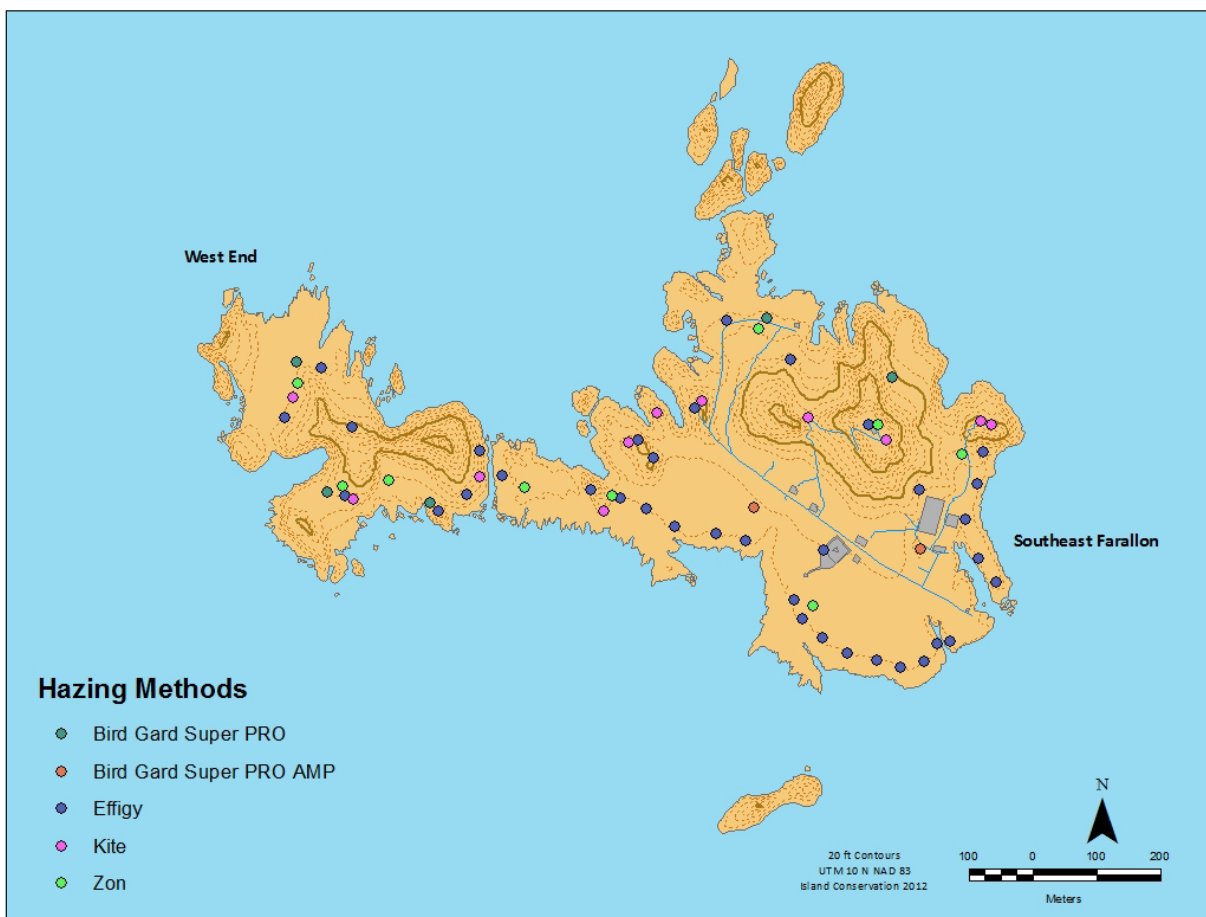 West End
Southeast Farallon
Hazing Methods
Bird Gard Super PRO
Bird Gard Super PRO AMP
Effigy
Kite
Zon
20 ft Contours
UTM 10 N NAD 83
Island Conservation 2012
N
100 0 100 200
Meters